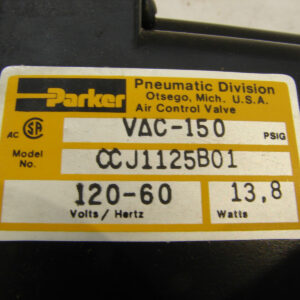 Parker
Pneumatic Division
Otsego, Mich. U.S.A.
Air Control Valve
AC SA VAC-150 PSIG
Model No. CCJ1125B01
120-60 13,8
Volts / Hertz Watts